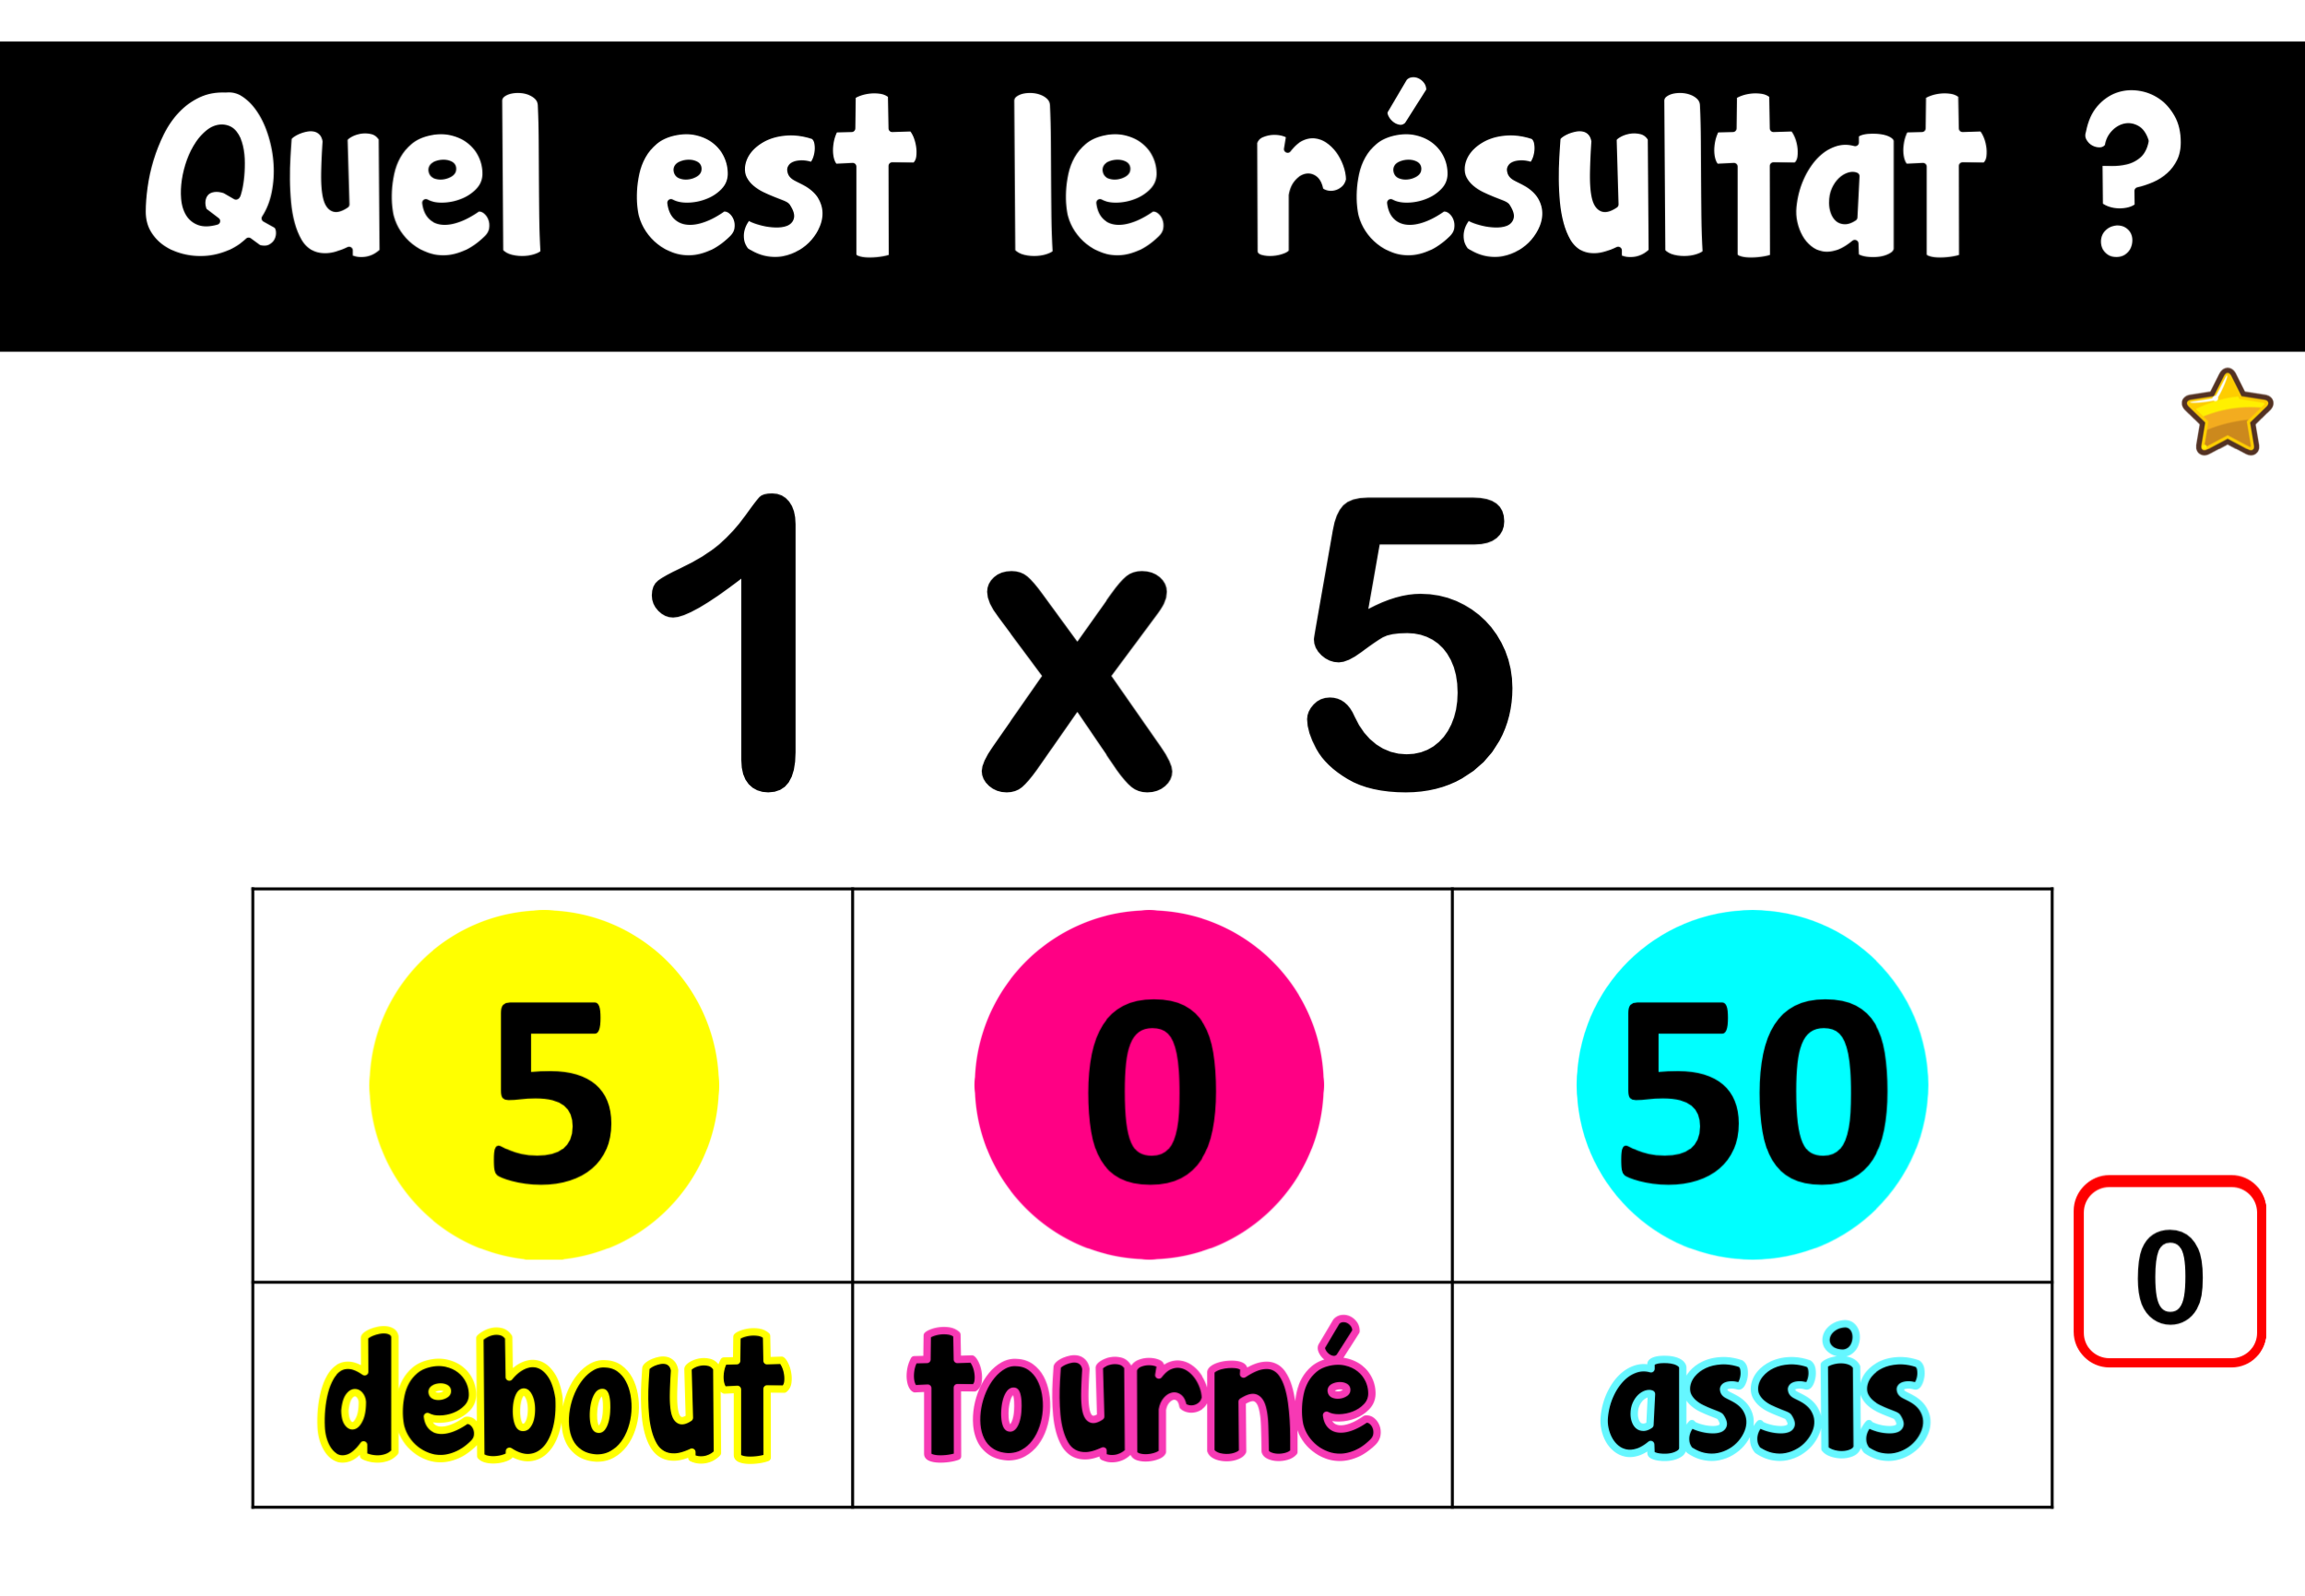 Quel est le résultat ?
1 x 5
5 0 50
0
debout tourné assis